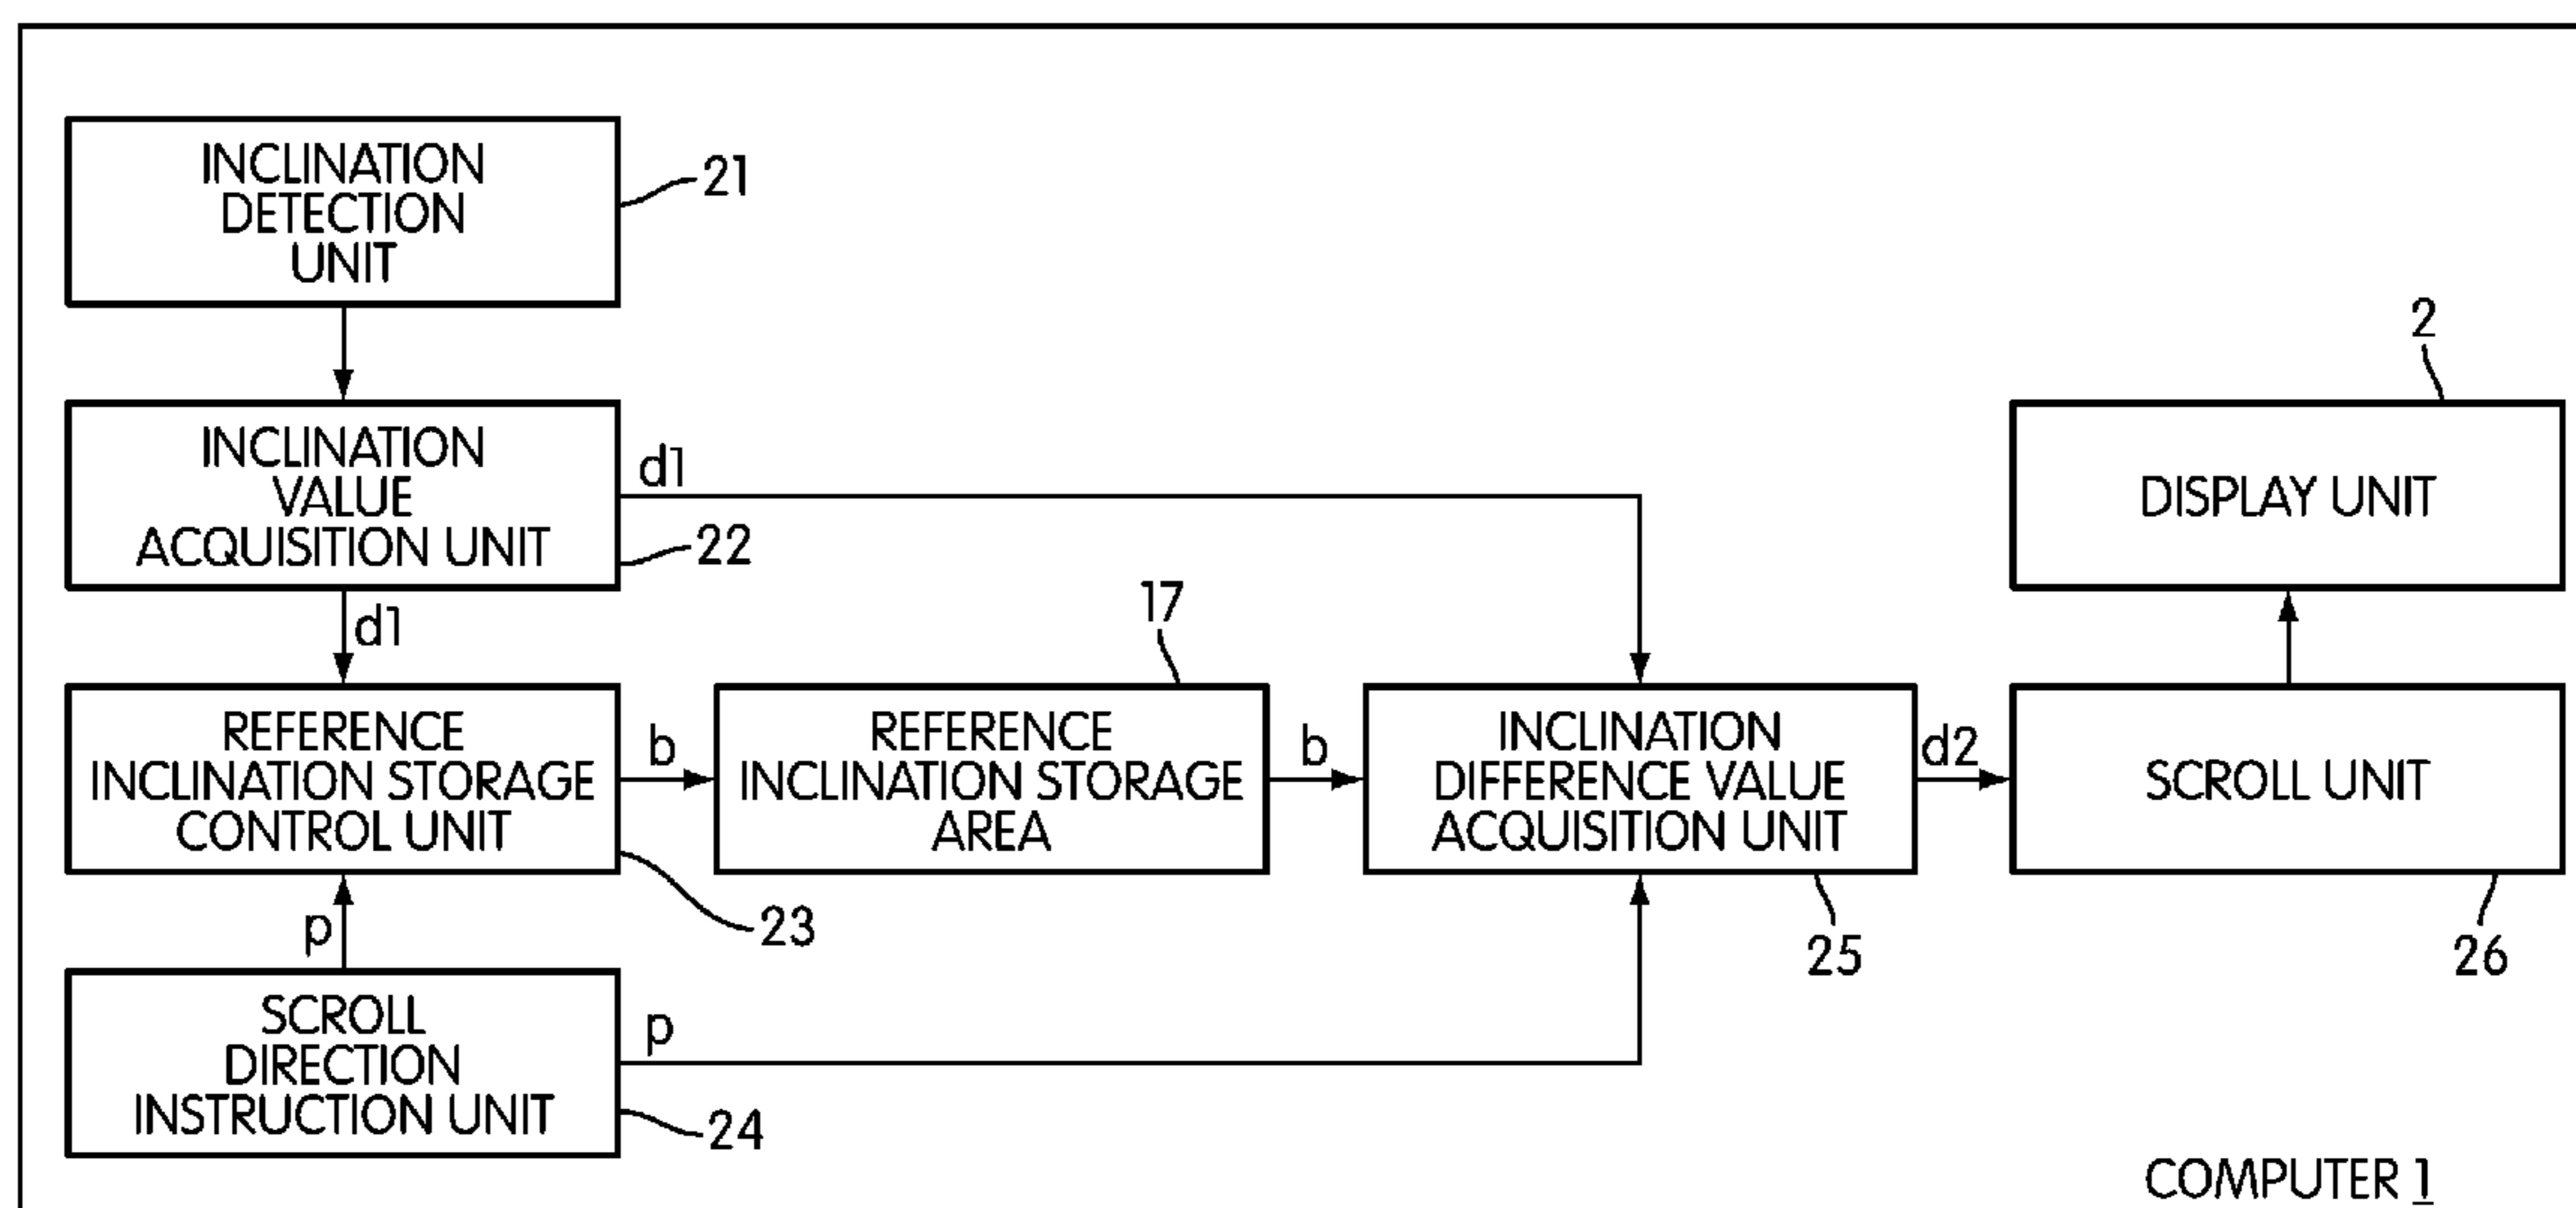 INCLINATION
DETECTION
UNIT
21
INCLINATION
VALUE
ACQUISITION UNIT
22
d1
d1
2
DISPLAY UNIT
REFERENCE
INCLINATION STORAGE
CONTROL UNIT
23
b
17
REFERENCE
INCLINATION STORAGE
AREA
b
INCLINATION
DIFFERENCE VALUE
ACQUISITION UNIT
25
d2
SCROLL UNIT
26
p
SCROLL
DIRECTION
INSTRUCTION UNIT
24
p
COMPUTER 1